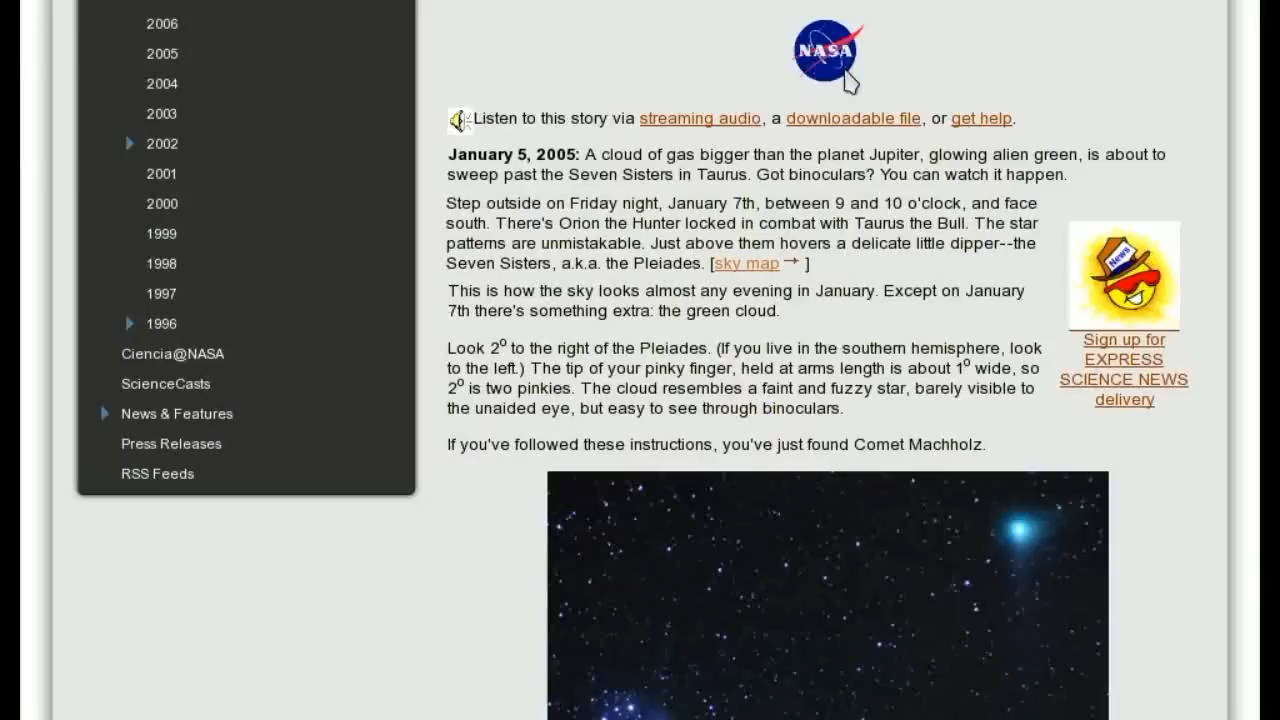 2006
2005
2004
2003
2002
2001
2000
1999
1998
1997
1996
Ciencia@NASA
ScienceCasts
News & Features
Press Releases
RSS Feeds
NASA
Listen to this story via streaming audio, a downloadable file, or get help.
January 5, 2005: A cloud of gas bigger than the planet Jupiter, glowing alien green, is about to
sweep past the Seven Sisters in Taurus. Got binoculars? You can watch it happen.
Step outside on Friday night, January 7th, between 9 and 10 o'clock, and face
south. There's Orion the Hunter locked in combat with Taurus the Bull. The star
patterns are unmistakable. Just above them hovers a delicate little dipper--the
Seven Sisters, a.k.a. the Pleiades. [sky map → ]
This is how the sky looks almost any evening in January. Except on January
7th there's something extra: the green cloud.
Look 2º to the right of the Pleiades. (If you live in the southern hemisphere, look
to the left.) The tip of your pinky finger, held at arms length is about 1º wide, so
2º is two pinkies. The cloud resembles a faint and fuzzy star, barely visible to
the unaided eye, but easy to see through binoculars.
If you've followed these instructions, you've just found Comet Machholz.
News
Sign up for
EXPRESS
SCIENCE NEWS
delivery